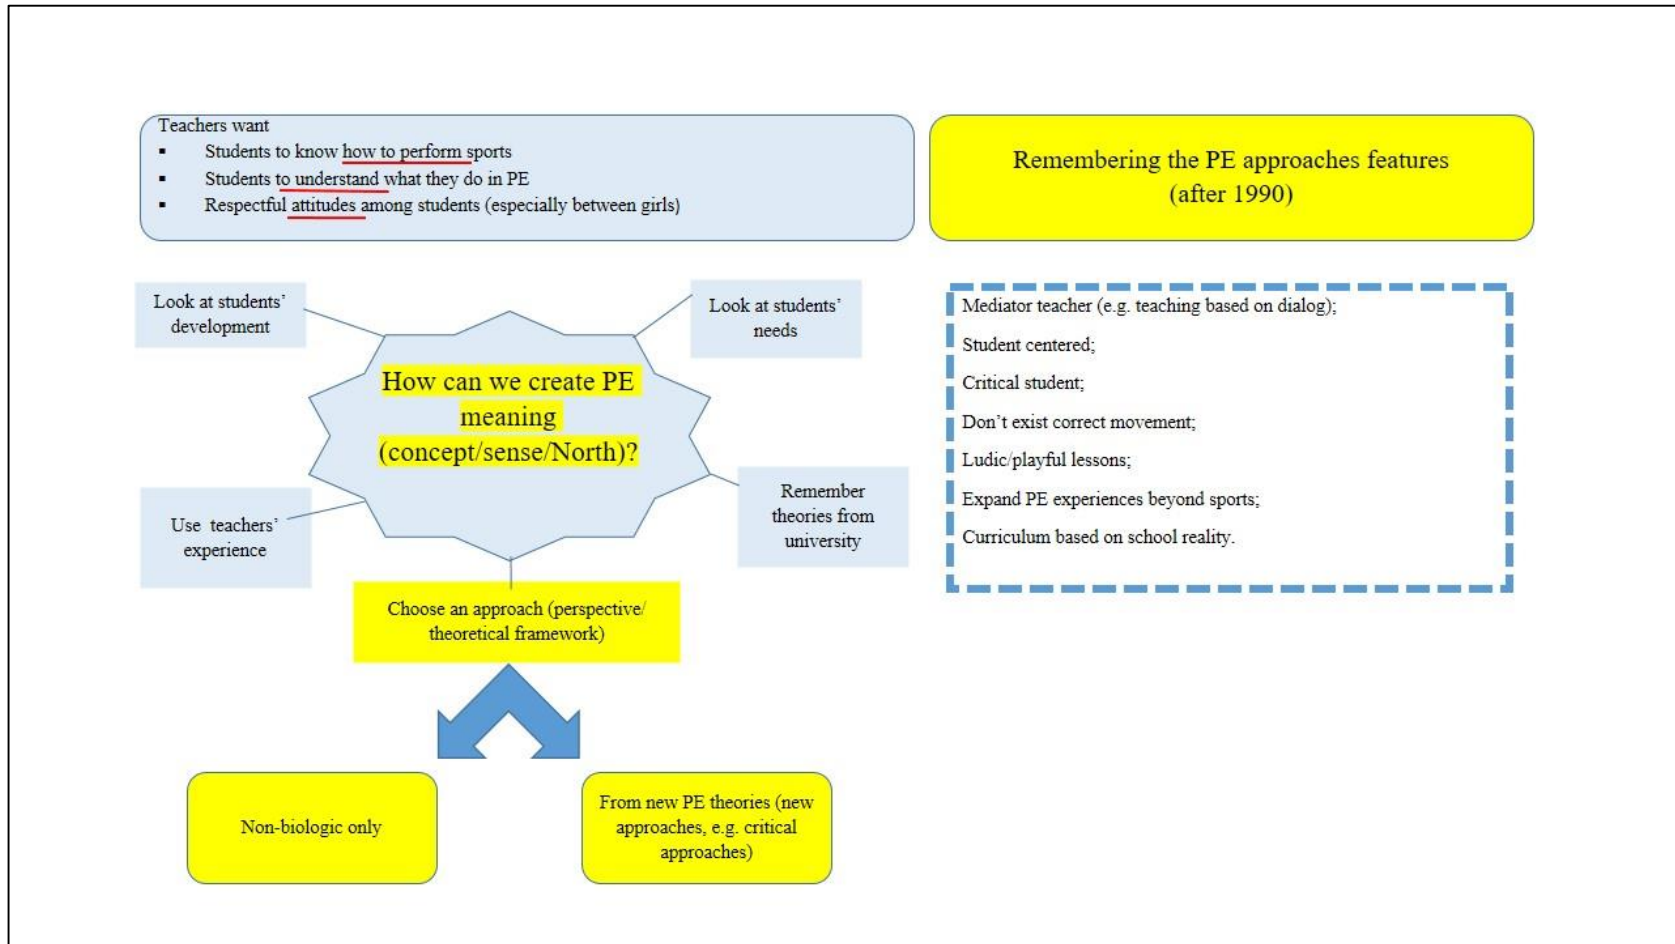 Teachers want
▪ Students to know how to perform sports
▪ Students to understand what they do in PE
▪ Respectful attitudes among students (especially between girls)
Remembering the PE approaches features
(after 1990)
Look at students’
development
Look at students’
needs
How can we create PE
meaning
(concept/sense/North)?
Use teachers’
experience
Remember
theories from
university
Choose an approach (perspective/
theoretical framework)
Non-biologic only
From new PE theories (new
approaches, e.g. critical
approaches)
Mediator teacher (e.g. teaching based on dialog);
Student centered;
Critical student;
Don’t exist correct movement;
Ludic/playful lessons;
Expand PE experiences beyond sports;
Curriculum based on school reality.